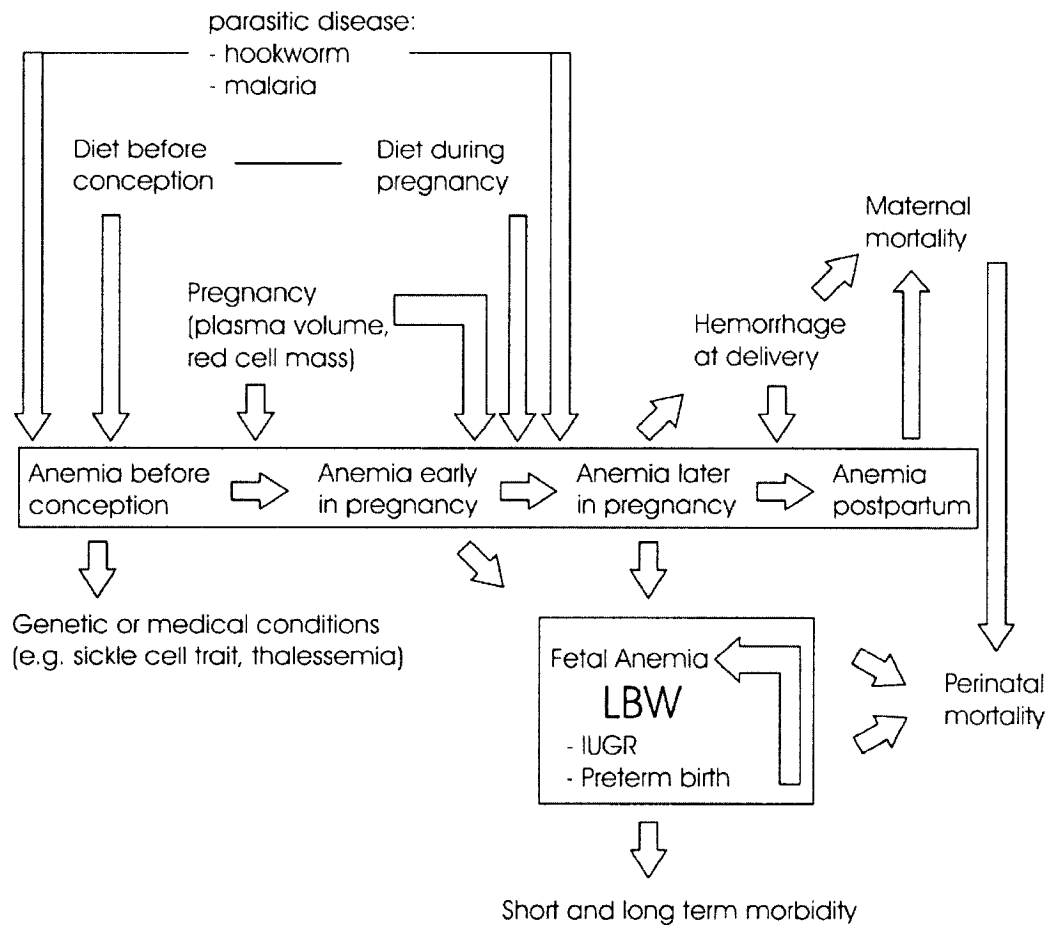 parasitic disease:
- hookworm
- malaria
Diet before
conception
Diet during
pregnancy
Maternal
mortality
Pregnancy
(plasma volume,
red cell mass)
Hemorrhage
at delivery
Anemia before
conception
Anemia early
in pregnancy
Anemia later
in pregnancy
Anemia
postpartum
Genetic or medical conditions
(e.g. sickle cell trait, thalessemia)
Fetal Anemia
LBW
- IUGR
- Preterm birth
Perinatal
mortality
Short and long term morbidity